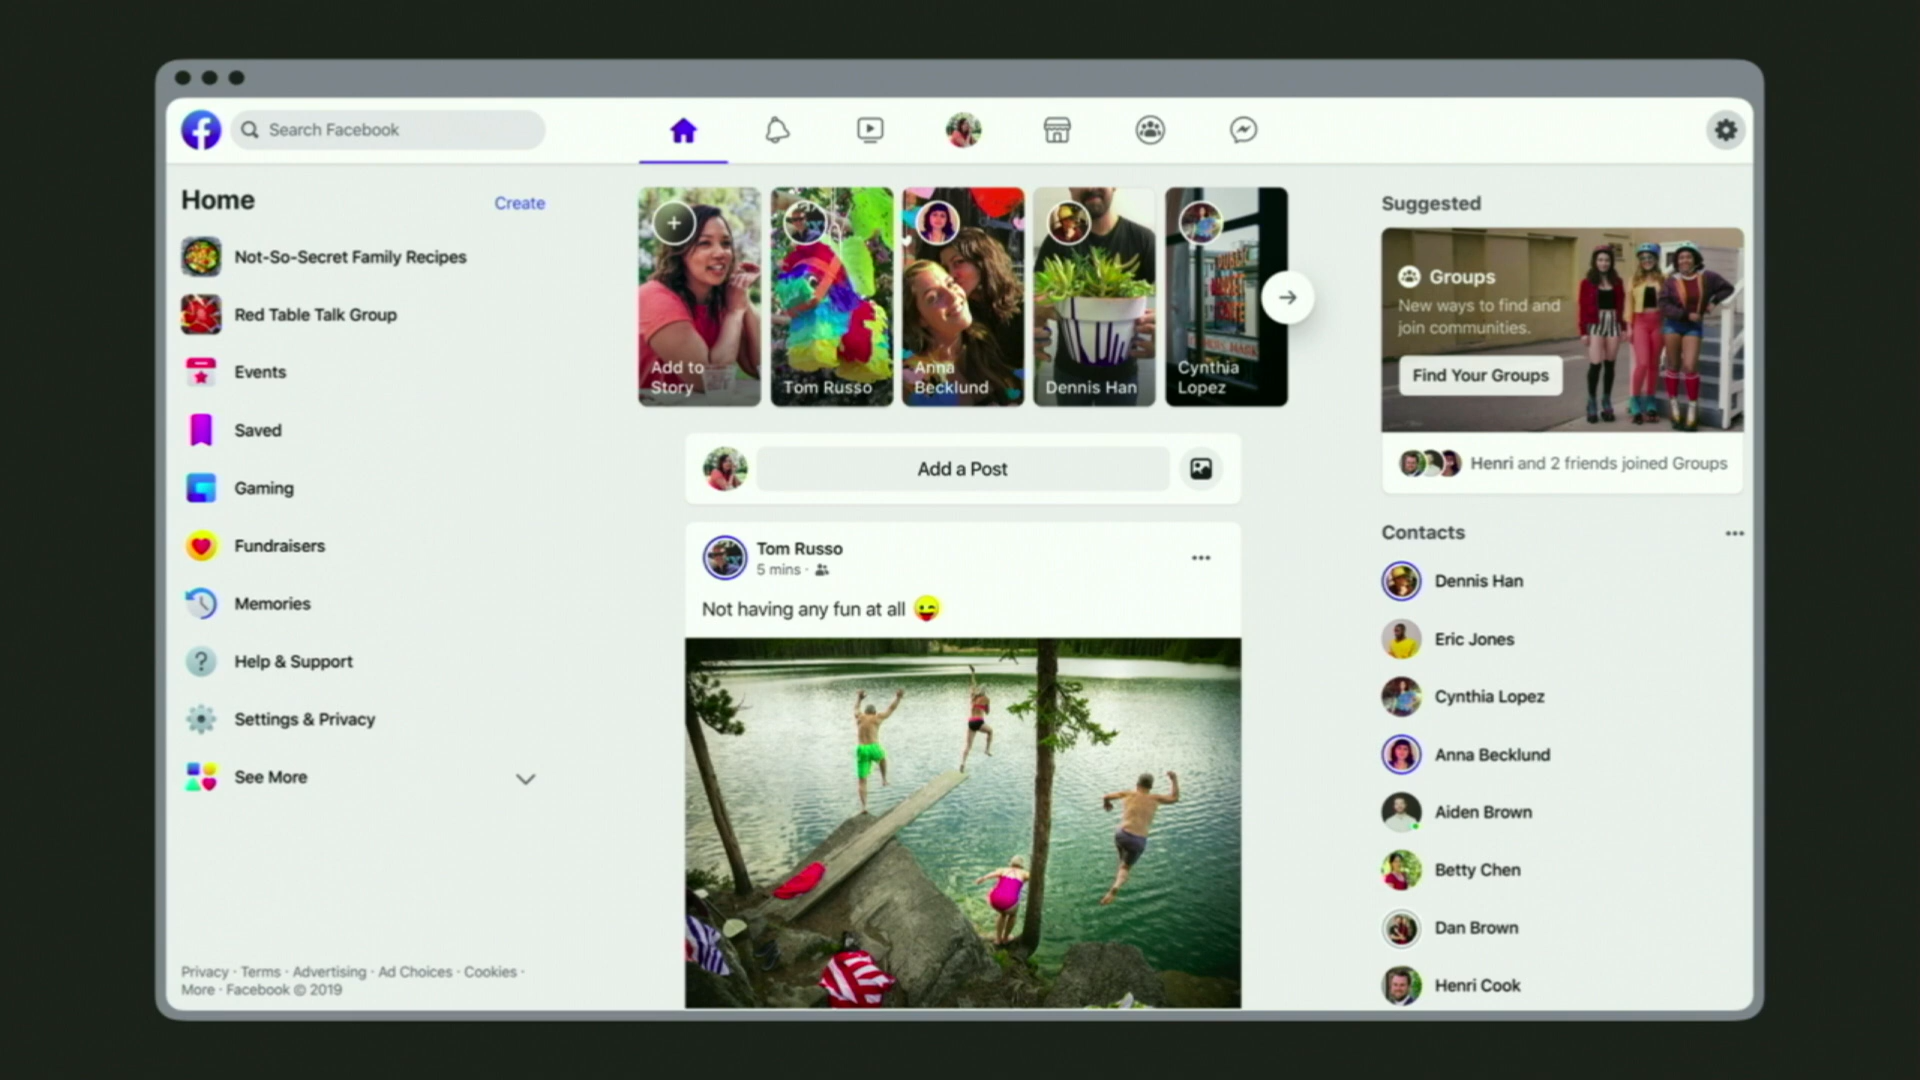 Search Facebook
Home
Create
Not-So-Secret Family Recipes
Red Table Talk Group
Events
Saved
Gaming
Fundraisers
Memories
Help & Support
Settings & Privacy
See More
Privacy · Terms · Advertising · Ad Choices · Cookies ·
More · Facebook © 2019
Add to
Story
Tom Russo
Anna
Becklund
Dennis Han
Cynthia
Lopez
Add a Post
Tom Russo
5 mins ·
Not having any fun at all
Suggested
Groups
New ways to find and
join communities.
Find Your Groups
Henri and 2 friends joined Groups
Contacts
Dennis Han
Eric Jones
Cynthia Lopez
Anna Becklund
Aiden Brown
Betty Chen
Dan Brown
Henri Cook